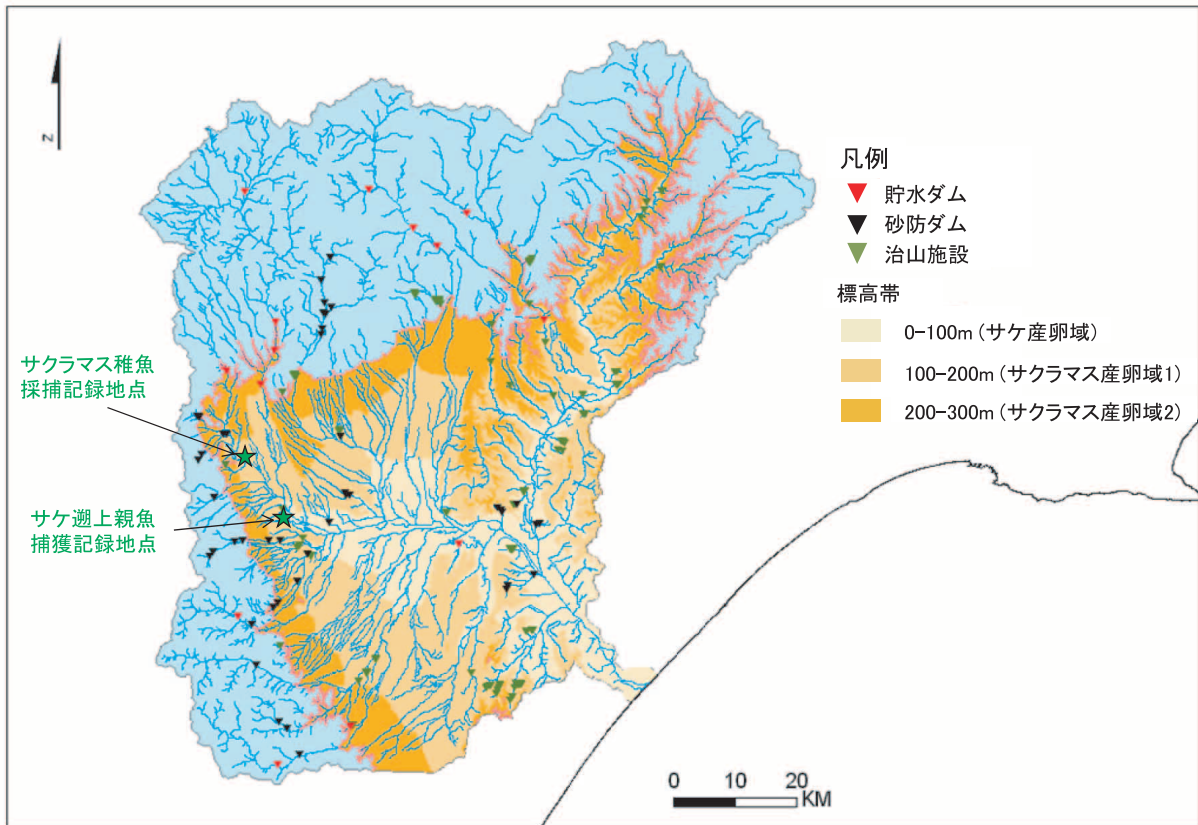 z
凡例
貯水ダム
砂防ダム
治山施設
標高帯
0-100m (サケ産卵域)
100-200m (サクラマス産卵域1)
200-300m (サクラマス産卵域2)
サクラマス稚魚
採捕記録地点
サケ遡上親魚
捕獲記録地点
0 10 20
KM